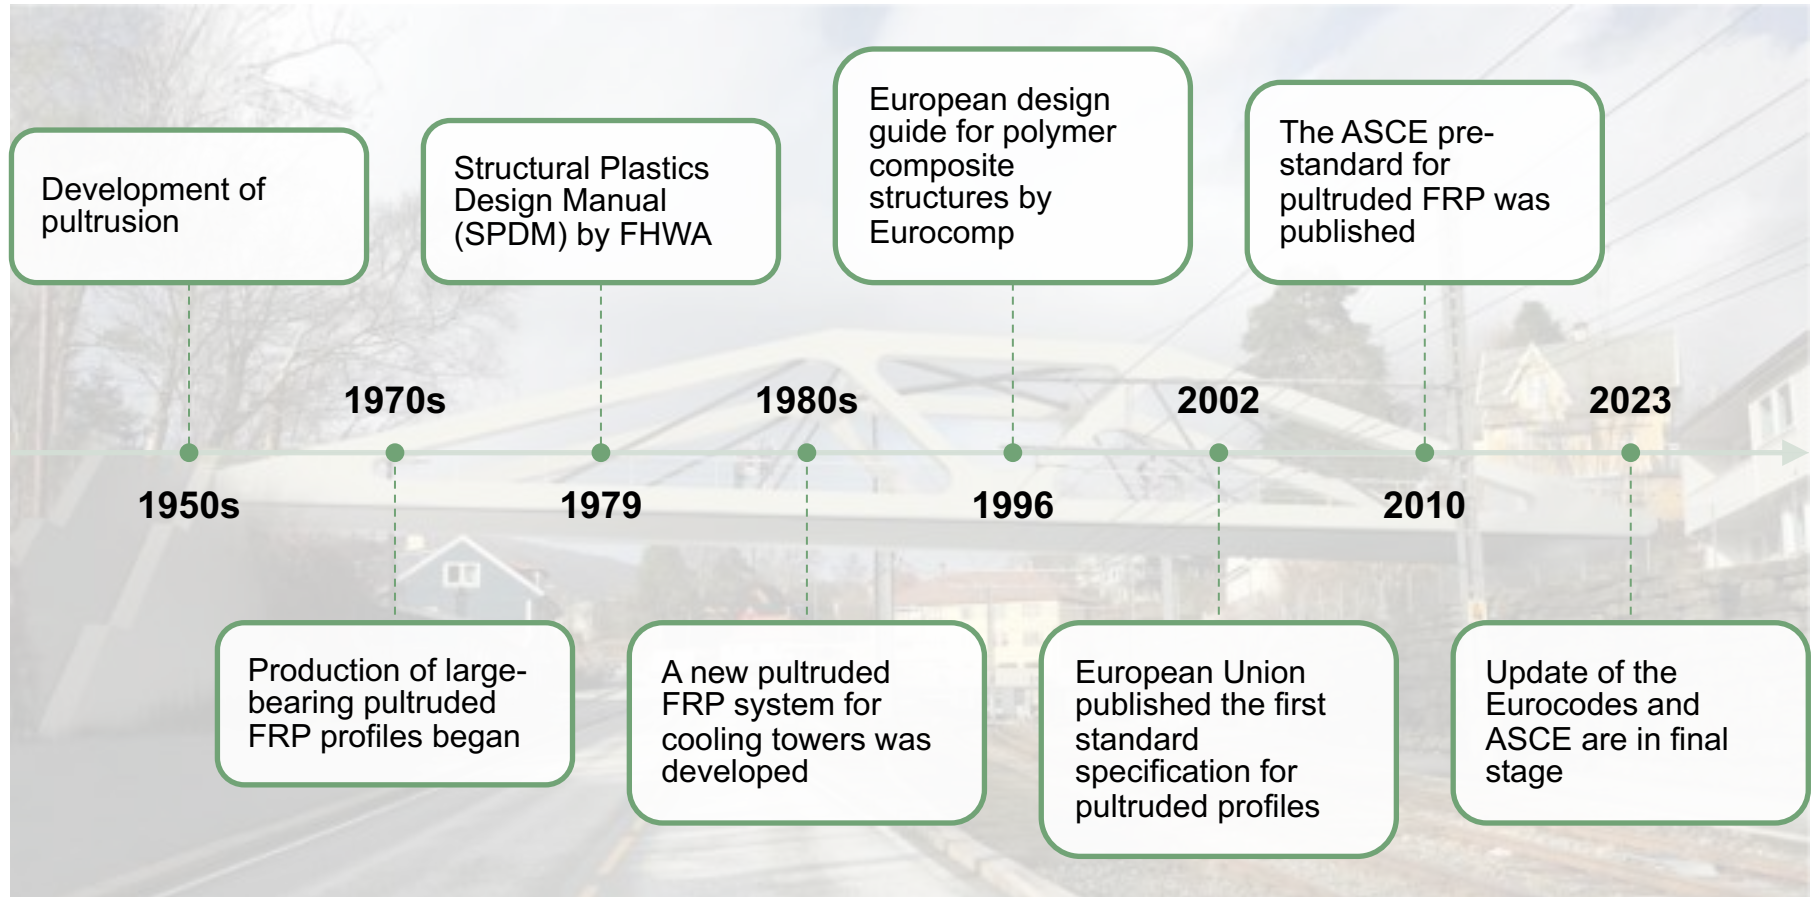 Development of
pultrusion
1950s
1970s
Production of large-
bearing pultruded
FRP profiles began
Structural Plastics
Design Manual
(SPDM) by FHWA
1979
1980s
A new pultruded
FRP system for
cooling towers was
developed
European design
guide for polymer
composite
structures by
Eurocomp
1996
2002
European Union
published the first
standard
specification for
pultruded profiles
The ASCE pre-
standard for
pultruded FRP was
published
2010
2023
Update of the
Eurocodes and
ASCE are in final
stage